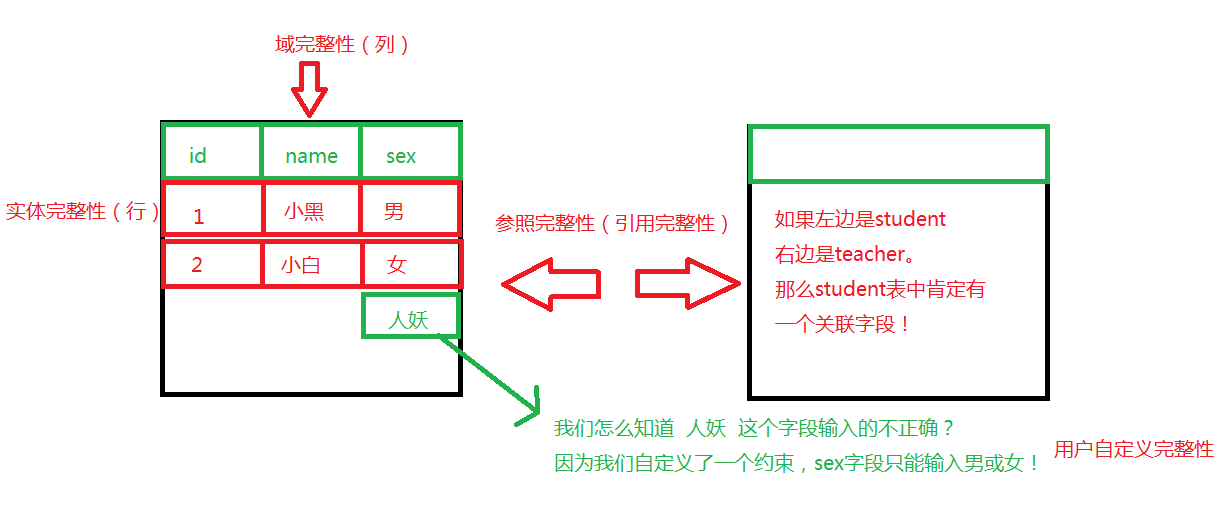 域完整性（列）
id name sex
实体完整性（行）
1 小黑 男
2 小白 女
人妖
参照完整性（引用完整性）
如果左边是student
右边是teacher。
那么student表中肯定有
一个关联字段！
我们怎么知道 人妖 这个字段输入的不正确？
因为我们自定义了一个约束，sex字段只能输入男或女！
用户自定义完整性